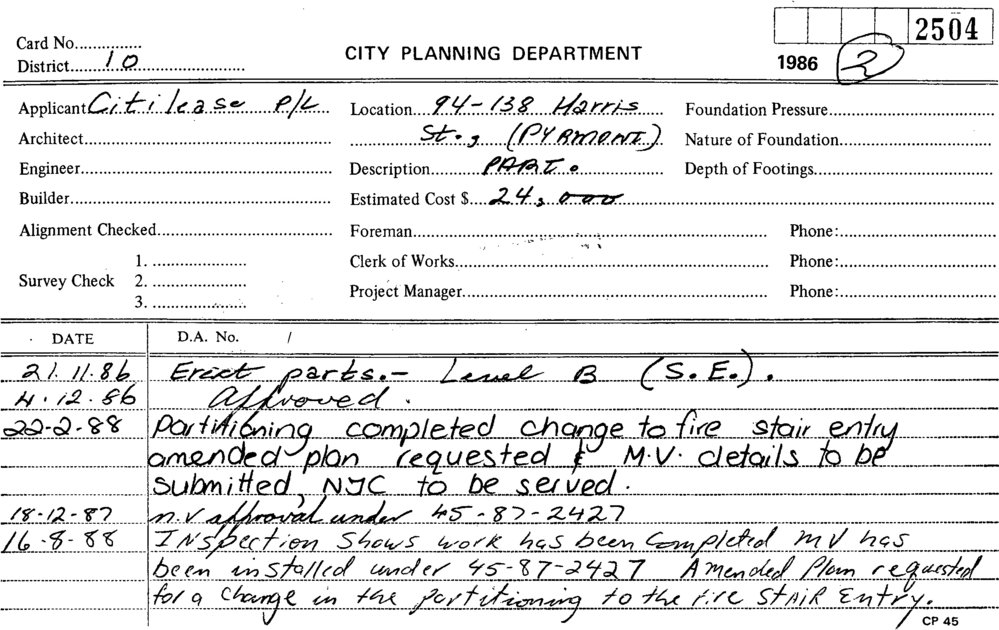 2504
Card No...............
CITY PLANNING DEPARTMENT
District.......10...........................
1986 2
Applicant Citilease P/L Location....94-138 Harris Foundation Pressure.......................................
Architect............................................................. St., (PYRMONT) Nature of Foundation.....................................
Engineer.............................................................. Description..........PART. Depth of Footings..........................................
Builder................................................................ Estimated Cost $....24,000
Alignment Checked..................................... Foreman............................................................................... Phone:.....................................
1. ..................... Clerk of Works..................................................................... Phone:.....................................
Survey Check 2. .....................
3. ..................... Project Manager................................................................... Phone:.....................................
DATE D.A. No. /
21.11.86 Erect parts.- Level B (S.E.).
4.12.86 Approved.
22-2-88 Partitioning completed change to fire stair entry
amended plan requested & M.V. details to be
submitted, NJC to be served.
18-12-87 m.v approval under 45-87-2427
16-8-88 INspection Shows work has been Completed MV has
been installed under 45-87-2427 Amended Plan requested
for a change in the partitioning to the fire STAIR Entry.
CP 45